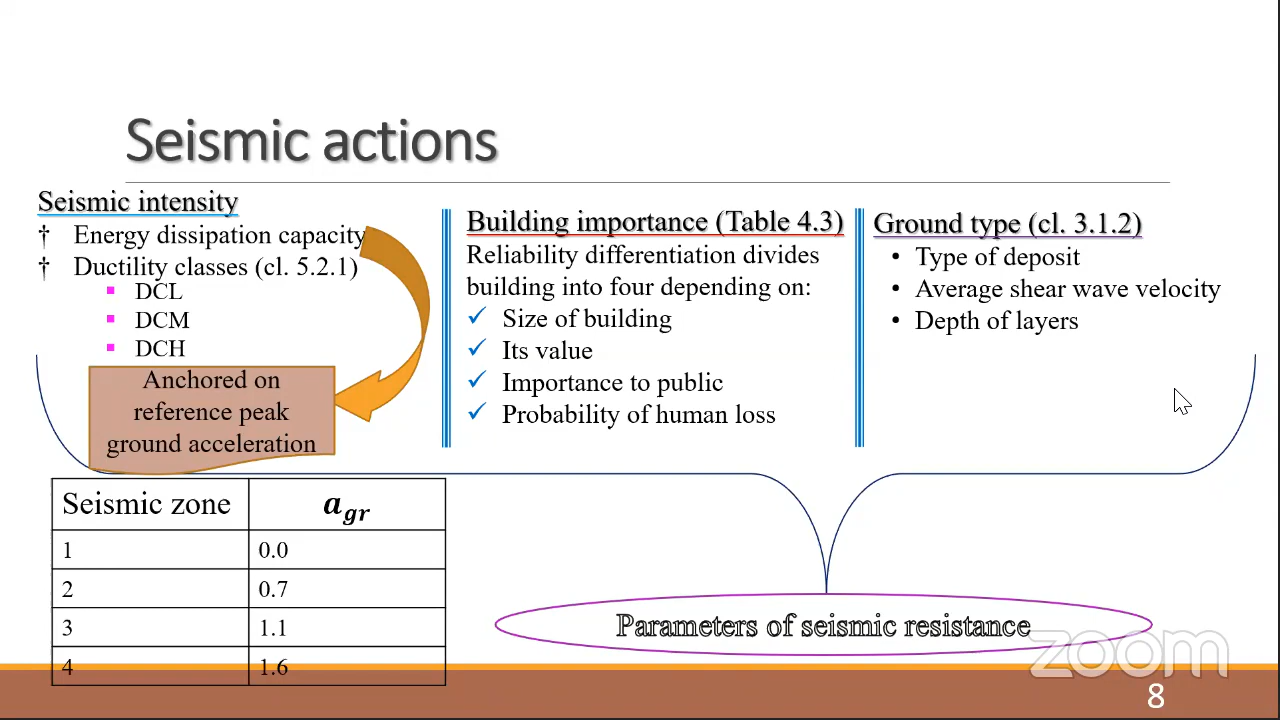 Seismic actions
Seismic intensity
† Energy dissipation capacity
† Ductility classes (cl. 5.2.1)
▪ DCL
▪ DCM
▪ DCH
Anchored on
reference peak
ground acceleration
Seismic zone a_gr
1 0.0
2 0.7
3 1.1
4 1.6
Building importance (Table 4.3)
Reliability differentiation divides
building into four depending on:
✓ Size of building
✓ Its value
✓ Importance to public
✓ Probability of human loss
Ground type (cl. 3.1.2)
• Type of deposit
• Average shear wave velocity
• Depth of layers
Parameters of seismic resistance
zoom
8